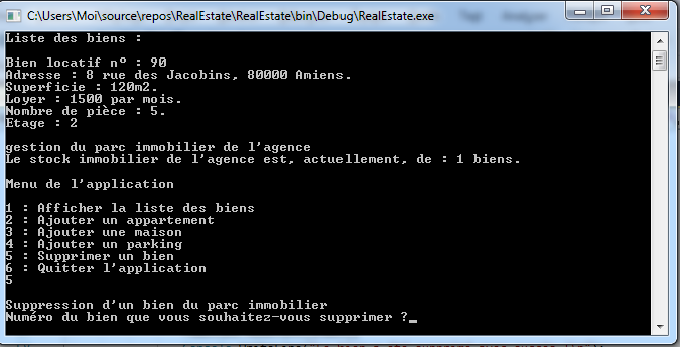 C:\Users\Moi\source\repos\RealEstate\RealEstate\bin\Debug\RealEstate.exe
Liste des biens :
Bien locatif n° : 90
Adresse : 8 rue des Jacobins, 80000 Amiens.
Superficie : 120m2.
Loyer : 1500 par mois.
Nombre de pièce : 5.
Etage : 2
gestion du parc immobilier de l'agence
Le stock immobilier de l'agence est, actuellement, de : 1 biens.
Menu de l'application
1 : Afficher la liste des biens
2 : Ajouter un appartement
3 : Ajouter une maison
4 : Ajouter un parking
5 : Supprimer un bien
6 : Quitter l'application
5
Suppression d'un bien du parc immobilier
Numéro du bien que vous souhaitez-vous supprimer ?_